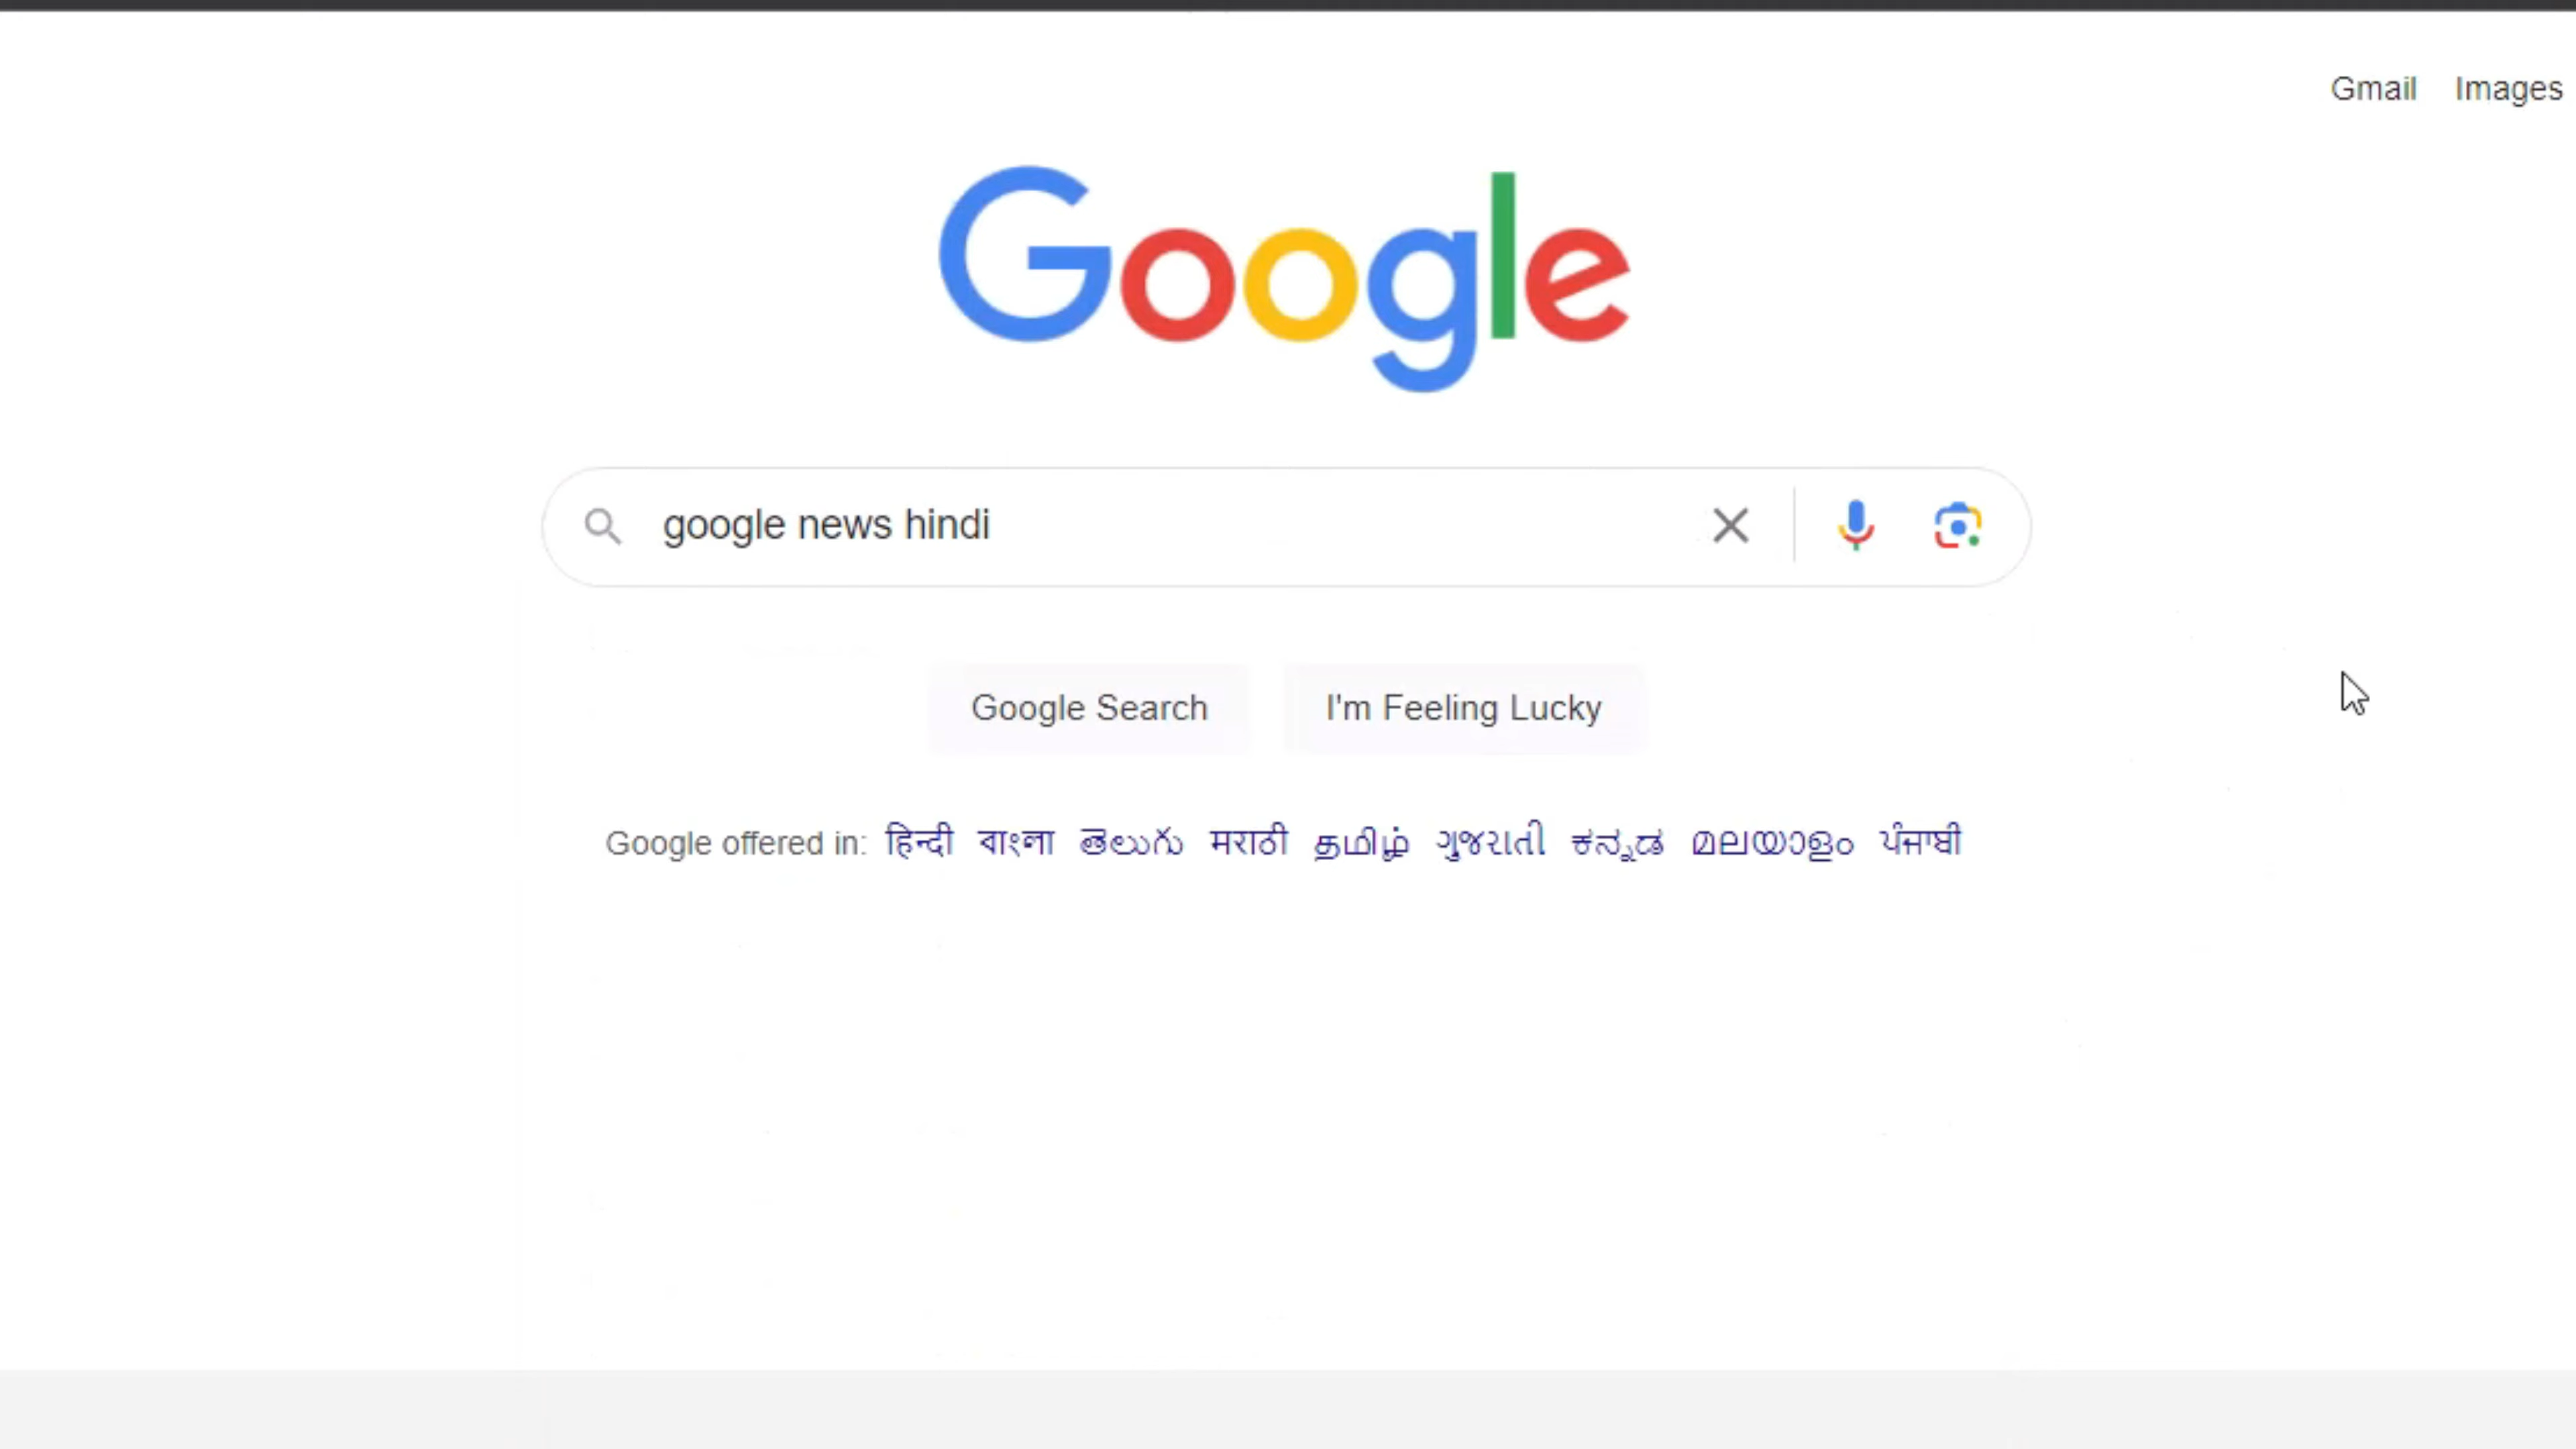 Gmail Images
Google
google news hindi
Google Search I'm Feeling Lucky
Google offered in: हिन्दी বাংলা తెలుగు मराठी தமிழ் ગુજરાતી ಕನ್ನಡ മലയാളം ਪੰਜਾਬੀ